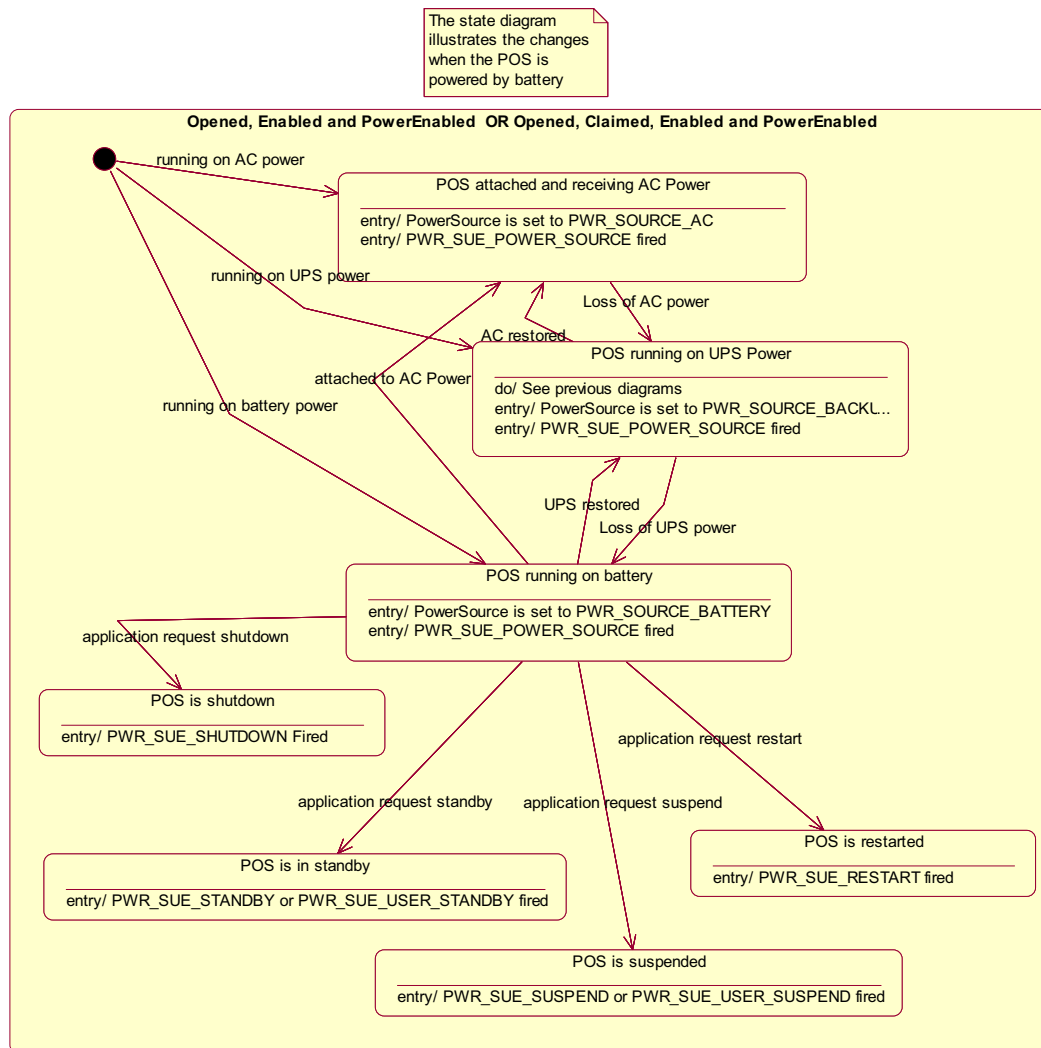 The state diagram
illustrates the changes
when the POS is
powered by battery
Opened, Enabled and PowerEnabled  OR Opened, Claimed, Enabled and PowerEnabled
running on AC power
POS attached and receiving AC Power
entry/ PowerSource is set to PWR_SOURCE_AC
entry/ PWR_SUE_POWER_SOURCE fired
running on UPS power
Loss of AC power
AC restored
POS running on UPS Power
do/ See previous diagrams
entry/ PowerSource is set to PWR_SOURCE_BACKU...
entry/ PWR_SUE_POWER_SOURCE fired
attached to AC Power
running on battery power
UPS restored
Loss of UPS power
POS running on battery
entry/ PowerSource is set to PWR_SOURCE_BATTERY
entry/ PWR_SUE_POWER_SOURCE fired
application request shutdown
POS is shutdown
entry/ PWR_SUE_SHUTDOWN Fired
application request restart
application request standby
application request suspend
POS is restarted
entry/ PWR_SUE_RESTART fired
POS is in standby
entry/ PWR_SUE_STANDBY or PWR_SUE_USER_STANDBY fired
POS is suspended
entry/ PWR_SUE_SUSPEND or PWR_SUE_USER_SUSPEND fired